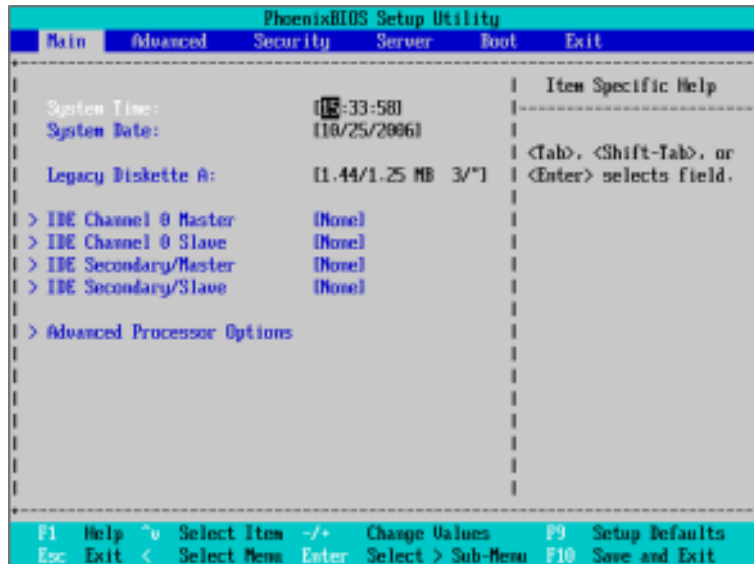 PhoenixBIOS Setup Utility
Main Advanced Security Server Boot Exit
Item Specific Help
System Time: [15:33:58]
System Date: [10/25/2006]
<Tab>, <Shift-Tab>, or
Legacy Diskette A: [1.44/1.25 MB 3/"] <Enter> selects field.
> IDE Channel 0 Master [None]
> IDE Channel 0 Slave [None]
> IDE Secondary/Master [None]
> IDE Secondary/Slave [None]
> Advanced Processor Options
F1 Help ^v Select Item -/+ Change Values F9 Setup Defaults
Esc Exit < Select Menu Enter Select > Sub-Menu F10 Save and Exit